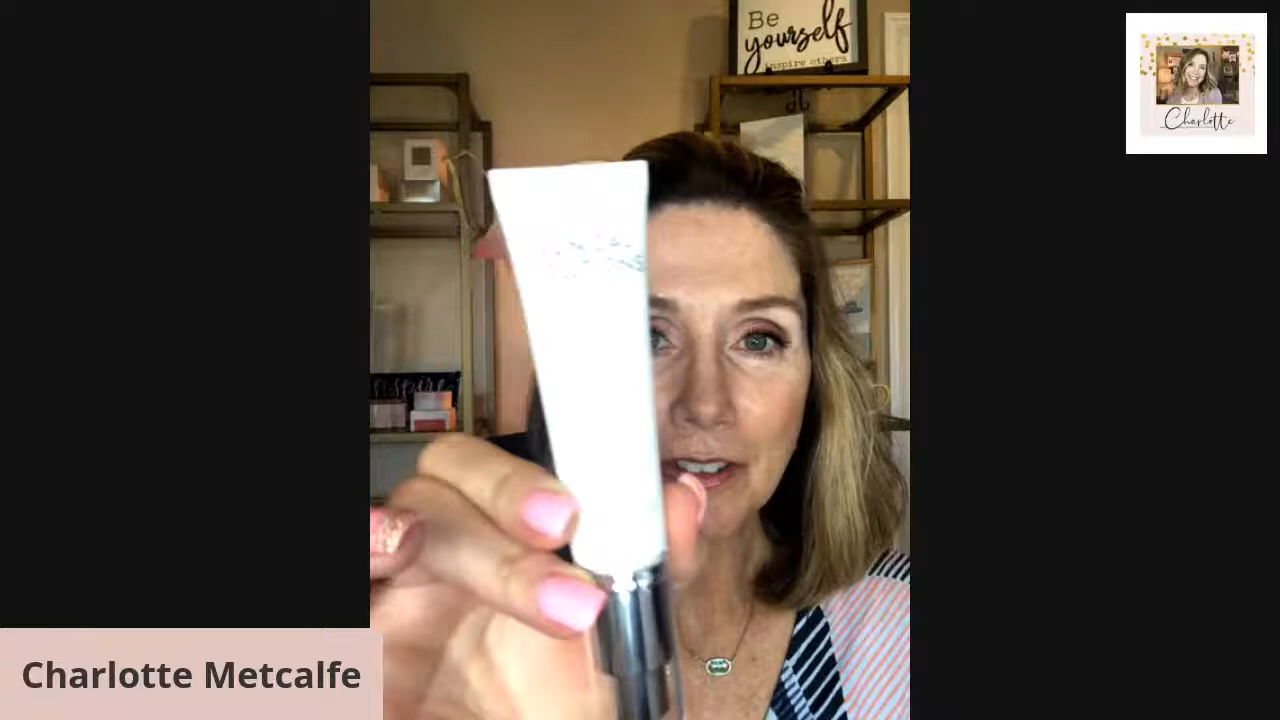 Be
yourself
inspire others
Charlotte
Charlotte Metcalfe